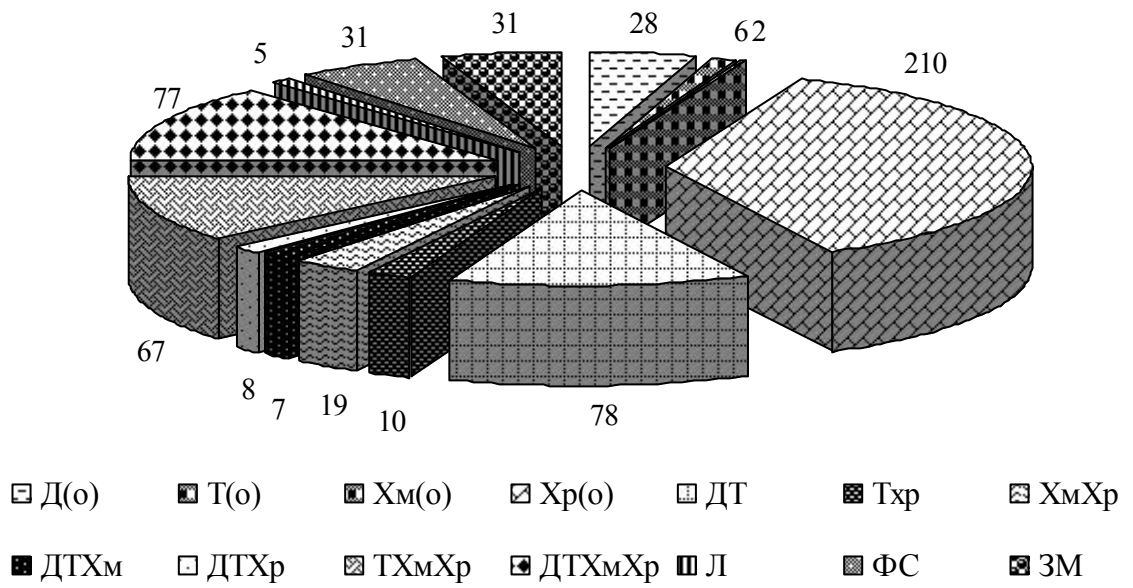 5 31 31 28 6 2 210
77
67 8 7 19 10 78
Д(о) Т(о) Хм(о) Хр(о) ДТ Тхр ХмХр
ДТХм ДТХр ТХмХр ДТХмХр Л ФС ЗМ